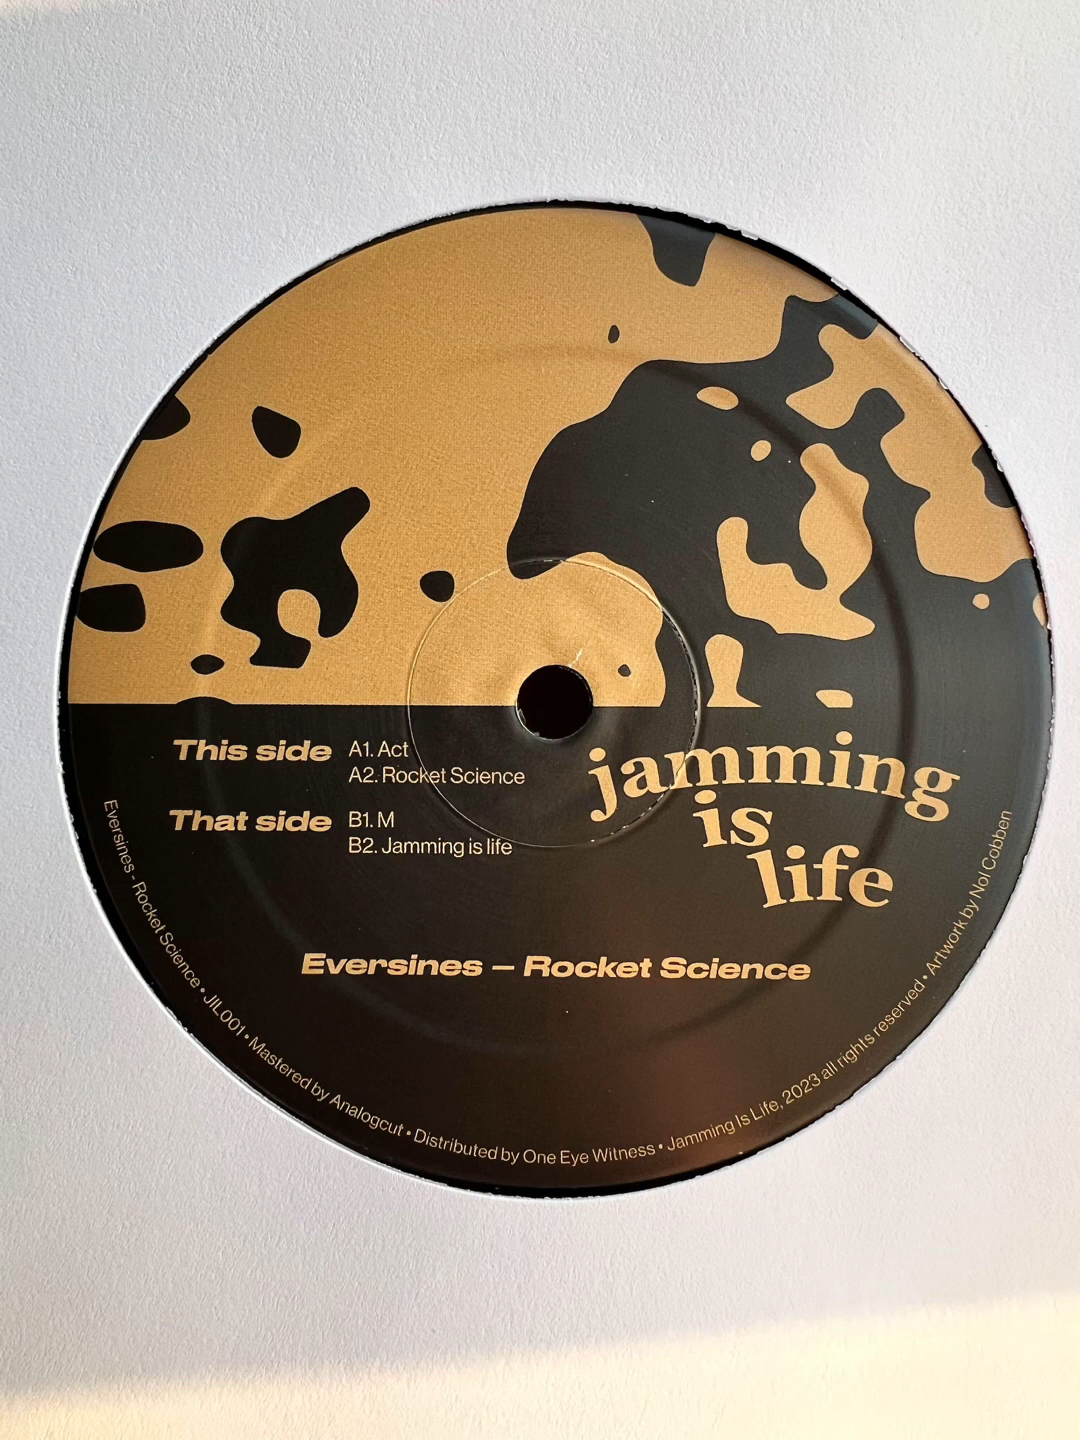 This side A1. Act
A2. Rocket Science
That side B1. M
B2. Jamming is life
jamming
is
life
Eversines – Rocket Science
Eversines - Rocket Science • JIL001 • Mastered by Analogcut • Distributed by One Eye Witness • Jamming Is Life, 2023 all rights reserved • Artwork by Nol Cobben